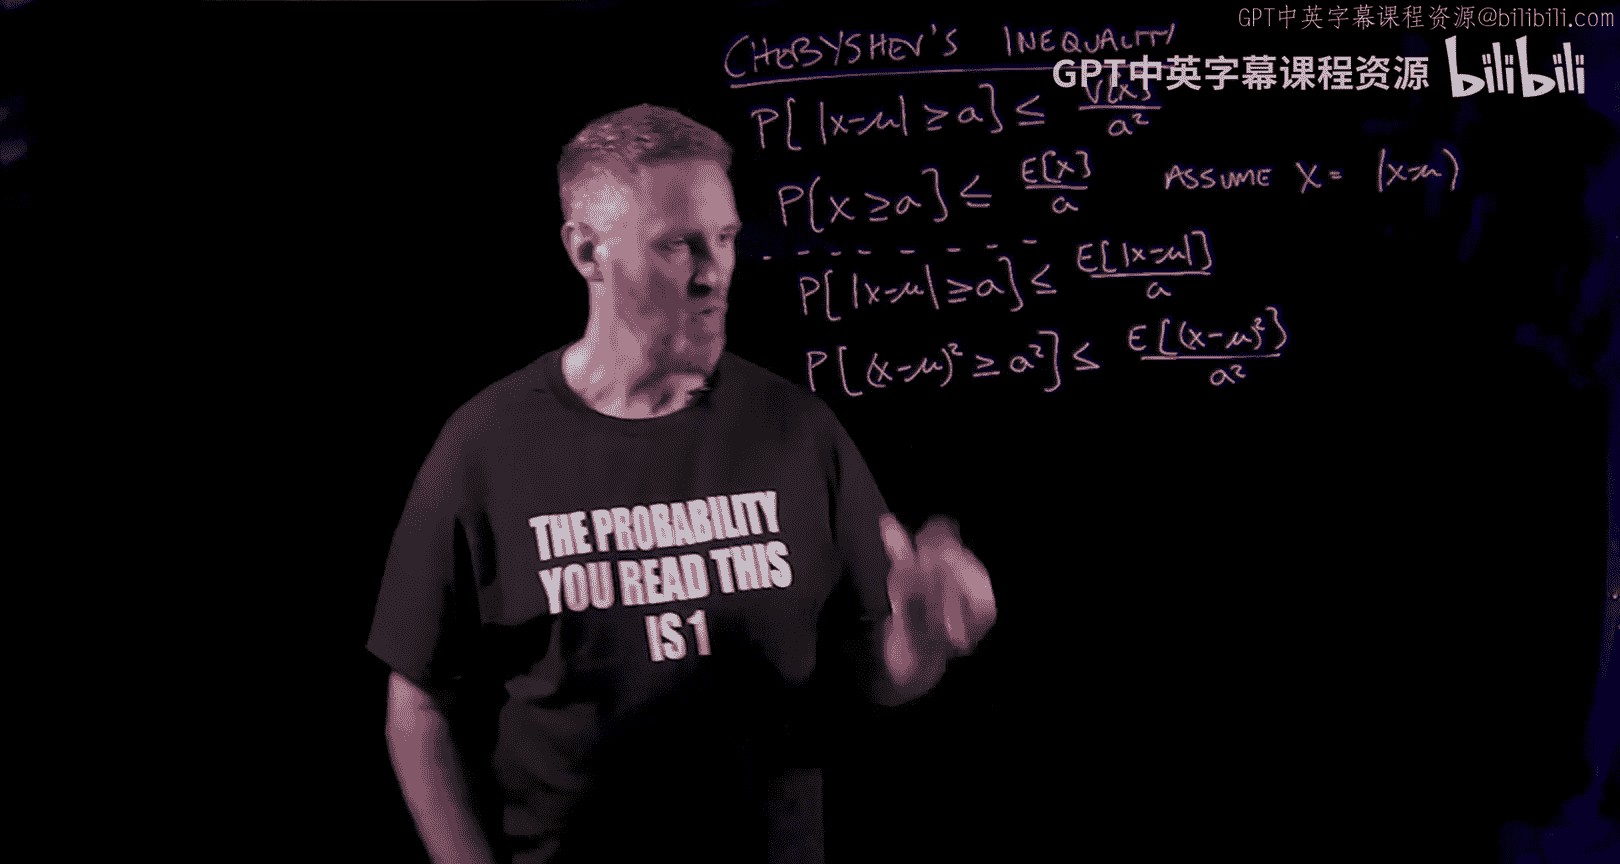 GPT中英字幕课程资源@bilibili.com
CHEBYSHEV'S INEQUALITY
GPT中英字幕课程资源 bilibili
P[|x-μ| ≥ a] ≤ V[x]/a²
P[x ≥ a] ≤ E[x]/a ASSUME X = |x-μ|
P[|x-μ| ≥ a] ≤ E[|x-μ|]/a
P[(x-μ)² ≥ a²] ≤ E[(x-μ)²]/a²
THE PROBABILITY
YOU READ THIS
IS 1